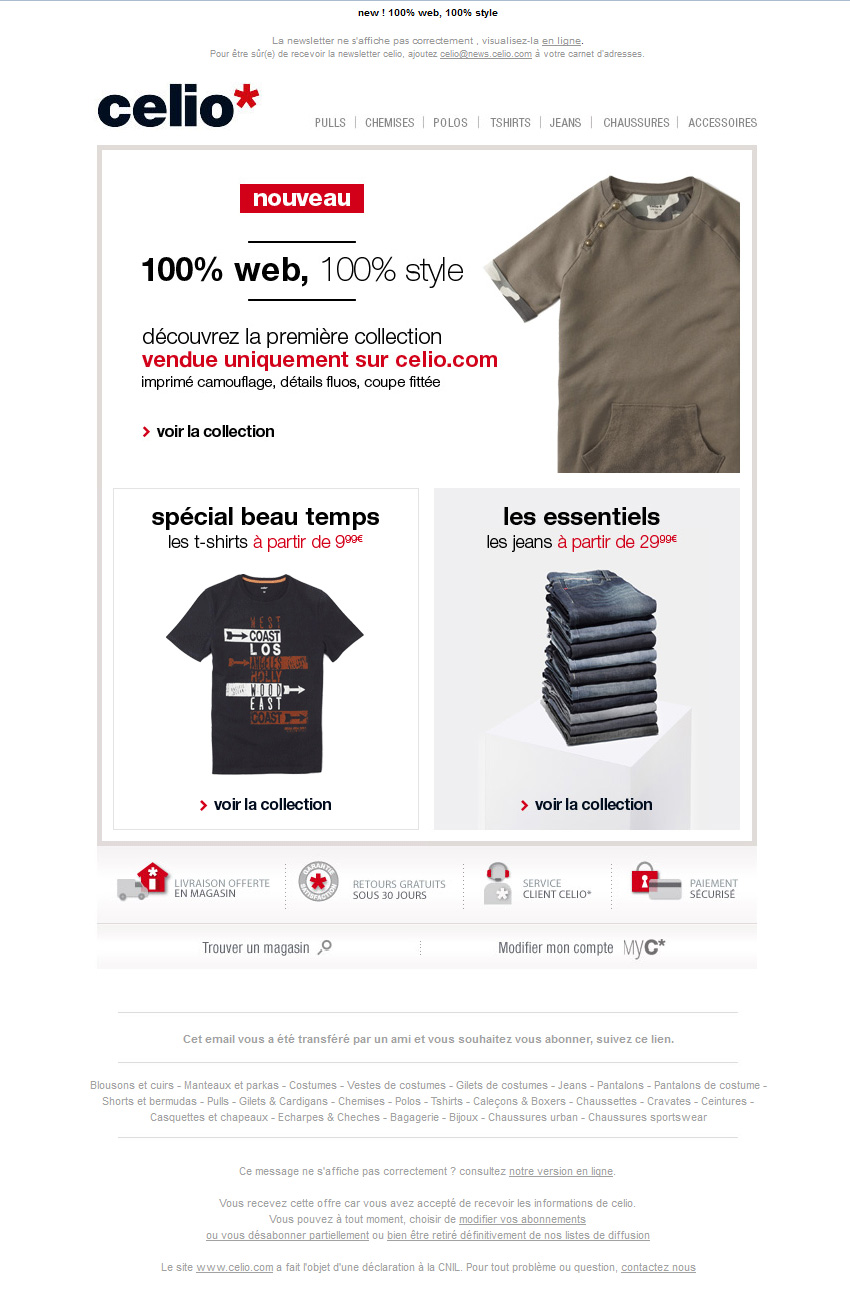 new ! 100% web, 100% style
La newsletter ne s'affiche pas correctement , visualisez-la en ligne.
Pour être sûr(e) de recevoir la newsletter celio, ajoutez celio@news.celio.com á votre carnet d'adresses.
celio*
PULLS | CHEMISES | POLOS | TSHIRTS | JEANS | CHAUSSURES | ACCESSOIRES
nouveau
100% web, 100% style
découvrez la première collection
vendue uniquement sur celio.com
imprimé camouflage, détails fluos, coupe fittée
voir la collection
spécial beau temps
les t-shirts à partir de 999€
WEST
COAST
LOS
ANGELES
HOLLY
WOOD
EAST
COAST
voir la collection
les essentiels
les jeans à partir de 2999€
voir la collection
LIVRAISON OFFERTE
EN MAGASIN
GARANTIE
SATISFACTION
RETOURS GRATUITS
SOUS 30 JOURS
SERVICE
CLIENT CELIO*
PAIEMENT
SÉCURISÉ
Trouver un magasin
Modifier mon compte MYC*
Cet email vous a été transféré par un ami et vous souhaitez vous abonner, suivez ce lien.
Blousons et cuirs - Manteaux et parkas - Costumes - Vestes de costumes - Gilets de costumes - Jeans - Pantalons - Pantalons de costume -
Shorts et bermudas - Pulls - Gilets & Cardigans - Chemises - Polos - Tshirts - Caleçons & Boxers - Chaussettes - Cravates - Ceintures -
Casquettes et chapeaux - Echarpes & Cheches - Bagagerie - Bijoux - Chaussures urban - Chaussures sportswear
Ce message ne s'affiche pas correctement ? consultez notre version en ligne.
Vous recevez cette offre car vous avez accepté de recevoir les informations de celio.
Vous pouvez à tout moment, choisir de modifier vos abonnements
ou vous désabonner partiellement ou bien être retiré définitivement de nos listes de diffusion
Le site www.celio.com a fait l'objet d'une déclaration à la CNIL. Pour tout problème ou question, contactez nous